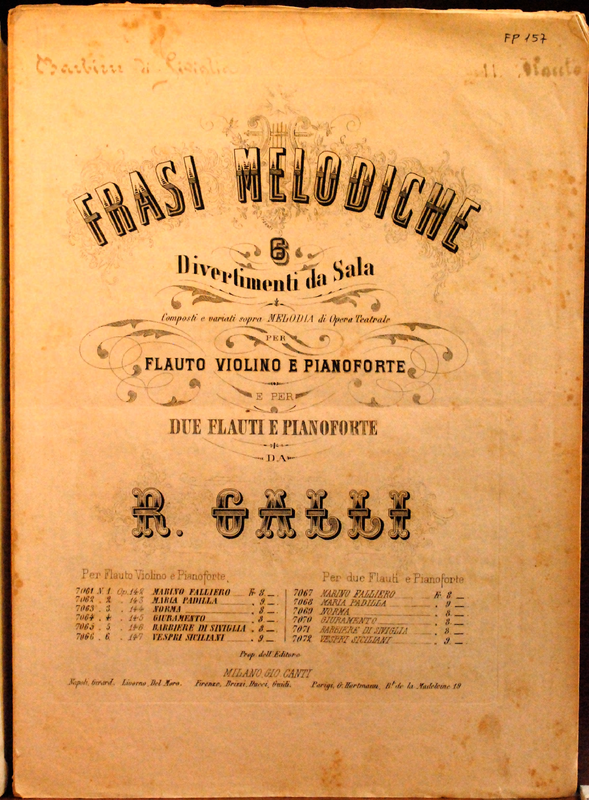 FP 157
Barbiere di Siviglia
Flauto
FRASI MELODICHE
6
Divertimenti da Sala
Composti e variati sopra MELODIA di Opera Teatrale
PER
FLAUTO VIOLINO E PIANOFORTE
E PER
DUE FLAUTI E PIANOFORTE
DA
R. GALLI
Per Flauto Violino e Pianoforte.
7061 N. 1 Op. 142 MARINO FALLIERO Fr. 8 _
7062 . 2 . 143 MARIA PADILLA . 9 _
7063 . 3 . 144 NORMA . 8 _
7064 . 4 . 145 GIURAMENTO . 8 _
7065 . 5 . 146 BARBIERE DI SIVIGLIA . 8 _
7066 . 6 . 147 VESPRI SICILIANI . 9 _
Per due Flauti e Pianoforte
7067 MARINO FALLIERO Fr. 8 _
7068 MARIA PADILLA . 9 _
7069 NORMA . 8 _
7070 GIURAMENTO . 8 _
7071 BARBIERE DI SIVIGLIA . 8 _
7072 VESPRI SICILIANI . 9 _
Prop. dell'Editore
MILANO, GIO. CANTI
Napoli, Girard. Livorno, Del Moro. Firenze, Brizzi, Ducci, Guidi. Parigi, G. Hartmann, Bd. de la Madeleine 19